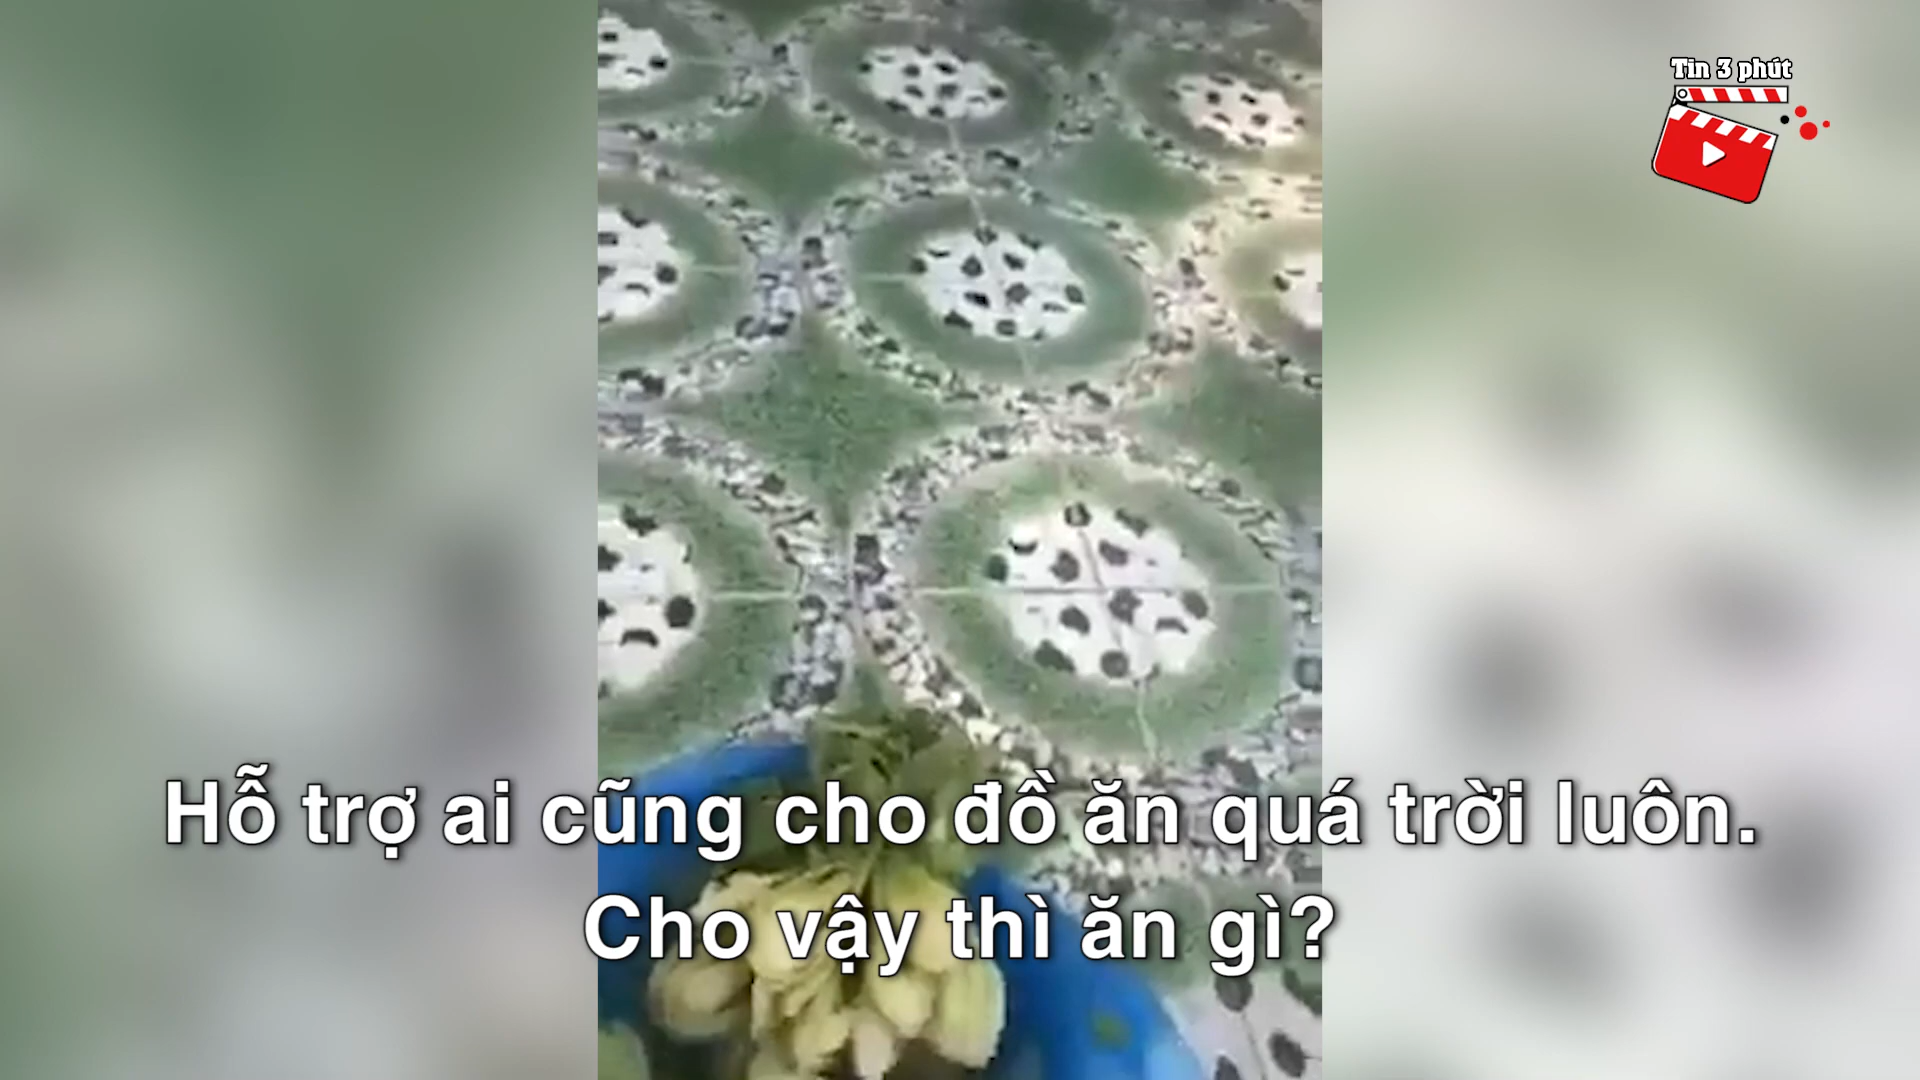 Tin 3 phút
Hỗ trợ ai cũng cho đồ ăn quá trời luôn.
Cho vậy thì ăn gì?